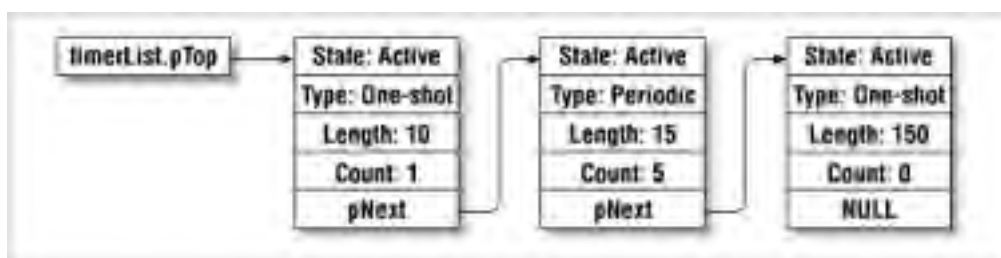 timerList.pTop
State: Active
Type: One-shot
Length: 10
Count: 1
pNext
State: Active
Type: Periodic
Length: 15
Count: 5
pNext
State: Active
Type: One-shot
Length: 150
Count: 0
NULL